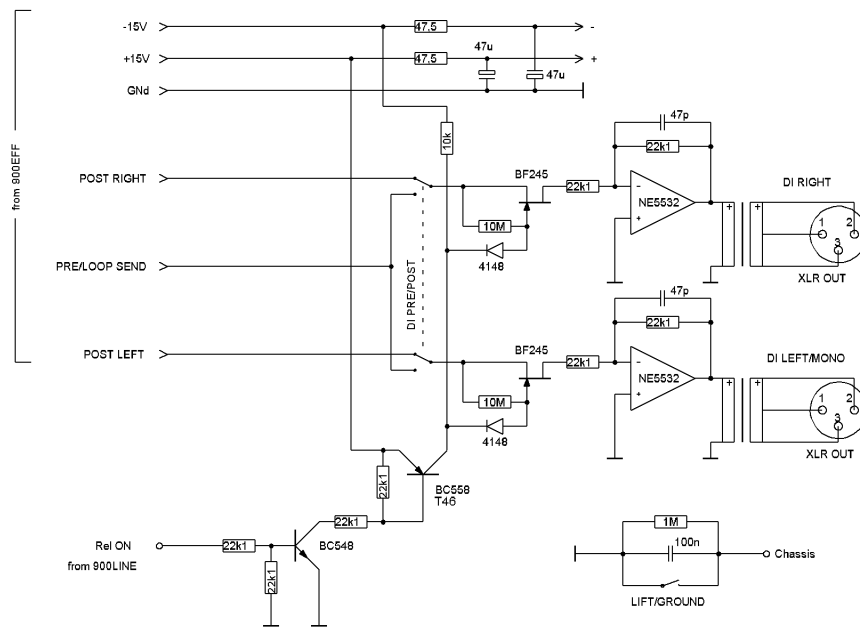 -15V
47.5
-
+15V
47.5
47u
+
47u
GNd
from 900EFF
10k
47p
22k1
POST RIGHT
BF245
22k1
DI RIGHT
-
NE5532
+
+
+
1
2
3
10M
4148
XLR OUT
PRE/LOOP SEND
DI PRE/POST
47p
22k1
POST LEFT
BF245
22k1
DI LEFT/MONO
-
NE5532
+
+
+
1
2
3
10M
4148
XLR OUT
22k1
BC558
T46
22k1
Rel ON
22k1
BC548
from 900LINE
22k1
1M
100n
Chassis
LIFT/GROUND